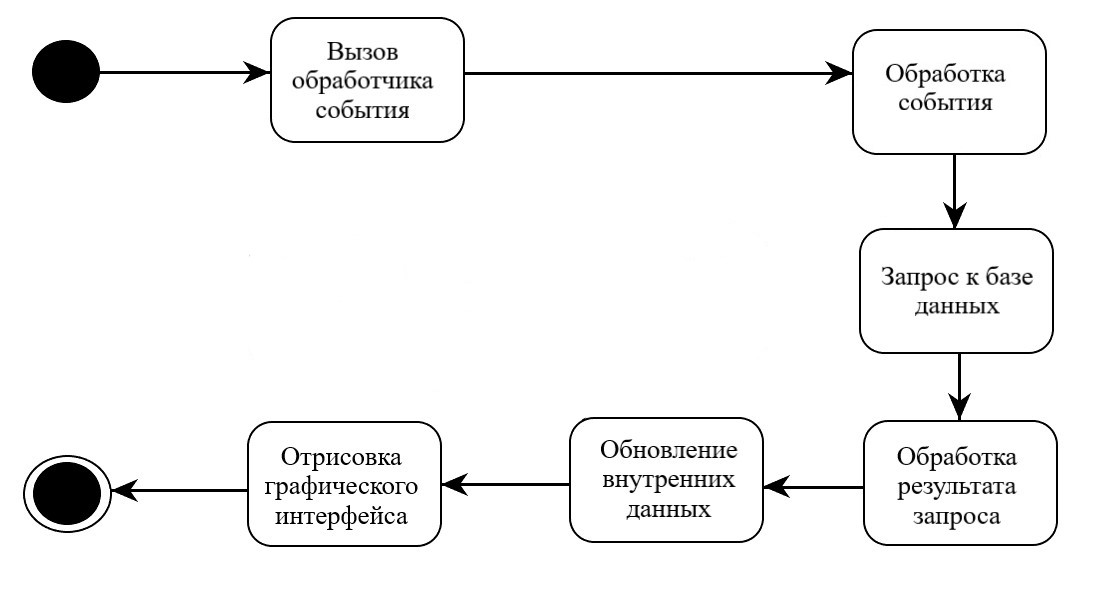 Вызов
обработчика
события
Обработка
события
Запрос к базе
данных
Обработка
результата
запроса
Обновление
внутренних
данных
Отрисовка
графического
интерфейса